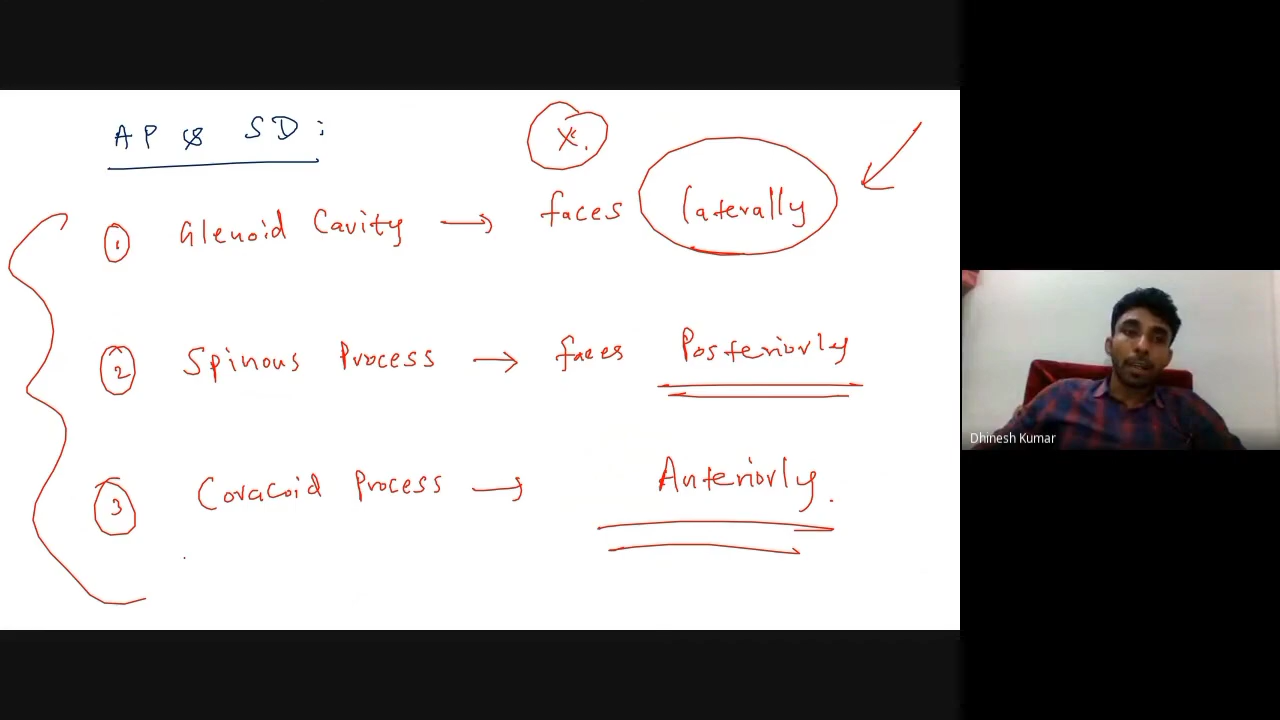 AP & SD :
x.
① Glenoid Cavity → faces laterally
② Spinous Process → faces Posteriorly
③ Coracoid Process → Anteriorly.
Dhinesh Kumar